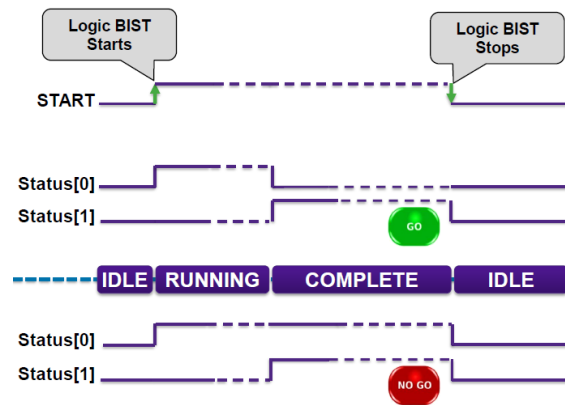 Logic BIST
Starts
Logic BIST
Stops
START
Status[0]
Status[1]
GO
IDLE RUNNING COMPLETE IDLE
Status[0]
Status[1]
NO GO